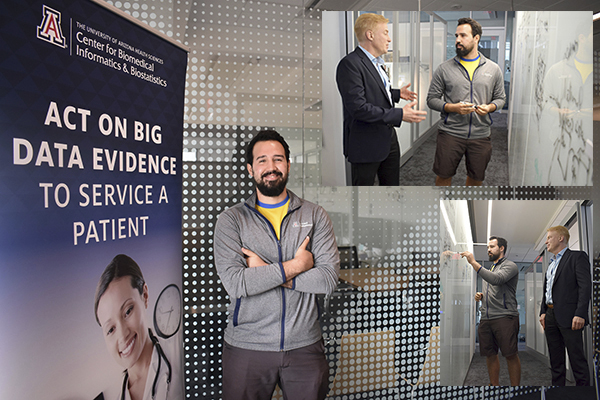 THE UNIVERSITY OF ARIZONA HEALTH SCIENCES
Center for Biomedical
Informatics & Biostatistics
ACT ON BIG
DATA EVIDENCE
TO SERVICE A
PATIENT